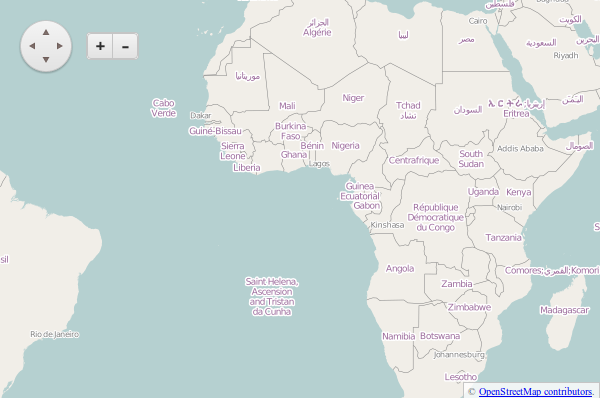 فلسطين
Baghdad
Cairo
الكويت
الجزائر
Algérie
ليبيا
مصر
السعودية
البحرين
Riyadh
+ -
موريتانيا
Cabo
Verde
Dakar
Mali
Niger
Tchad
تشاد
السودان
ኤርትራ إريتريا
Eritrea
اليمن
Guiné-Bissau
Burkina
Faso
Sierra
Leone
Bénin
Nigeria
Ghana
Lagos
Liberia
Centrafrique
South
Sudan
Addis Ababa
الصومال
Guinea
Ecuatorial
Gabon
Uganda
Kenya
Nairobi
République
Démocratique
du Congo
Kinshasa
Tanzania
sil
Angola
Comores;القمري;Komori
Saint Helena,
Ascension
and Tristan
da Cunha
Zambia
Zimbabwe
Madagascar
Rio de Janeiro
Namibia
Botswana
Johannesburg
Lesotho
© OpenStreetMap contributors.